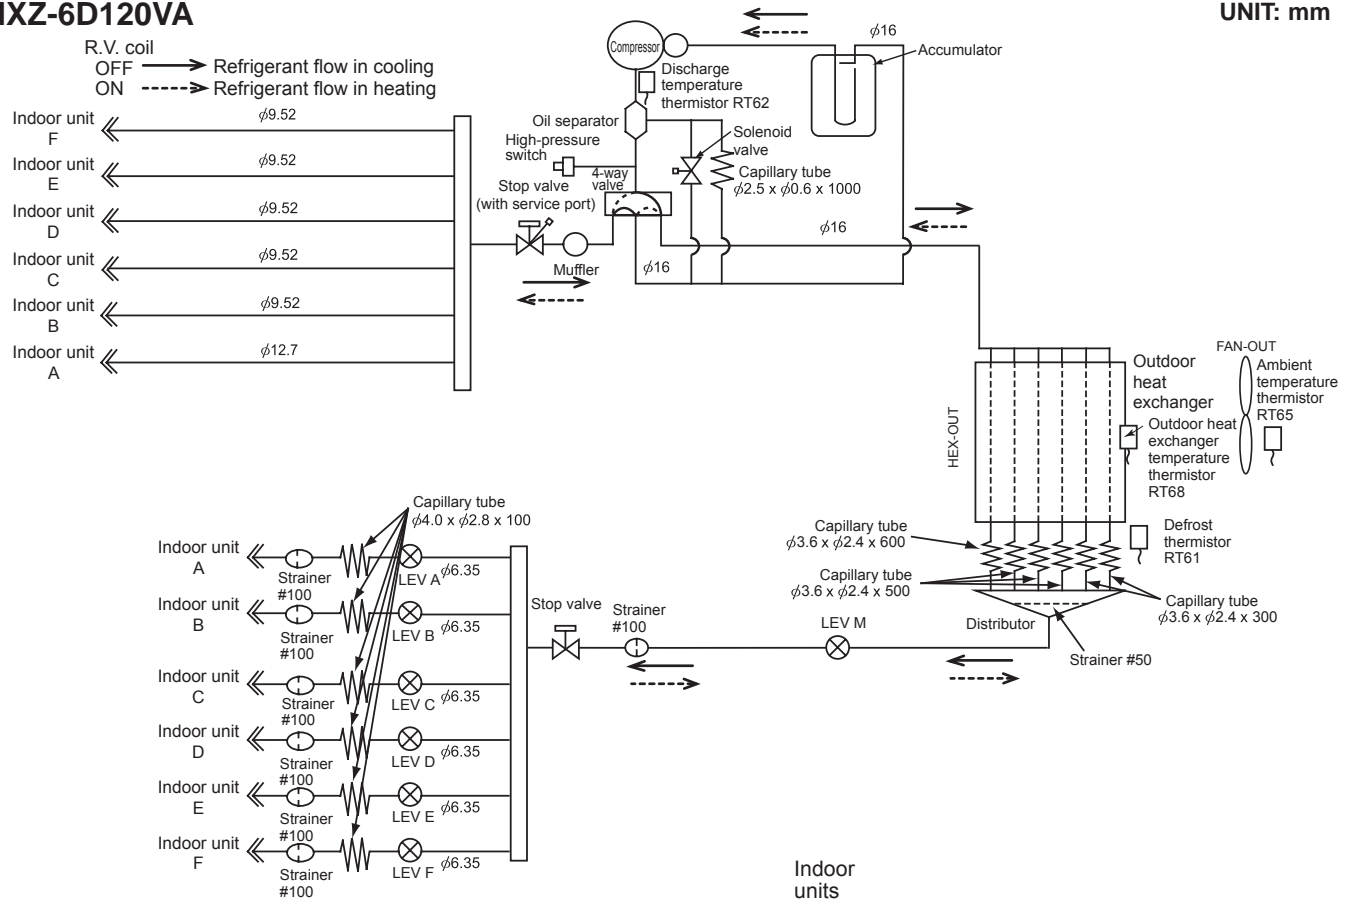 MXZ-6D120VA
UNIT: mm
R.V. coil
OFF
Refrigerant flow in cooling
ON
Refrigerant flow in heating
Indoor unit
F
ϕ9.52
Indoor unit
E
ϕ9.52
Indoor unit
D
ϕ9.52
Indoor unit
C
ϕ9.52
Indoor unit
B
ϕ9.52
Indoor unit
A
ϕ12.7
Compressor
Discharge
temperature
thermistor RT62
Oil separator
High-pressure
switch
4-way
valve
Stop valve
(with service port)
Muffler
Solenoid
valve
Capillary tube
ϕ2.5 x ϕ0.6 x 1000
ϕ16
Accumulator
ϕ16
ϕ16
FAN-OUT
Outdoor
heat
exchanger
Ambient
temperature
thermistor
RT65
HEX-OUT
Outdoor heat
exchanger
temperature
thermistor
RT68
Defrost
thermistor
RT61
Capillary tube
ϕ3.6 x ϕ2.4 x 600
Capillary tube
ϕ3.6 x ϕ2.4 x 500
Capillary tube
ϕ3.6 x ϕ2.4 x 300
Distributor
Strainer #50
LEV M
Strainer
#100
Stop valve
Capillary tube
ϕ4.0 x ϕ2.8 x 100
Indoor unit
A
Strainer
#100
LEV A
ϕ6.35
Indoor unit
B
Strainer
#100
LEV B
ϕ6.35
Indoor unit
C
Strainer
#100
LEV C
ϕ6.35
Indoor unit
D
Strainer
#100
LEV D
ϕ6.35
Indoor unit
E
Strainer
#100
LEV E
ϕ6.35
Indoor unit
F
Strainer
#100
LEV F
ϕ6.35
Indoor
units